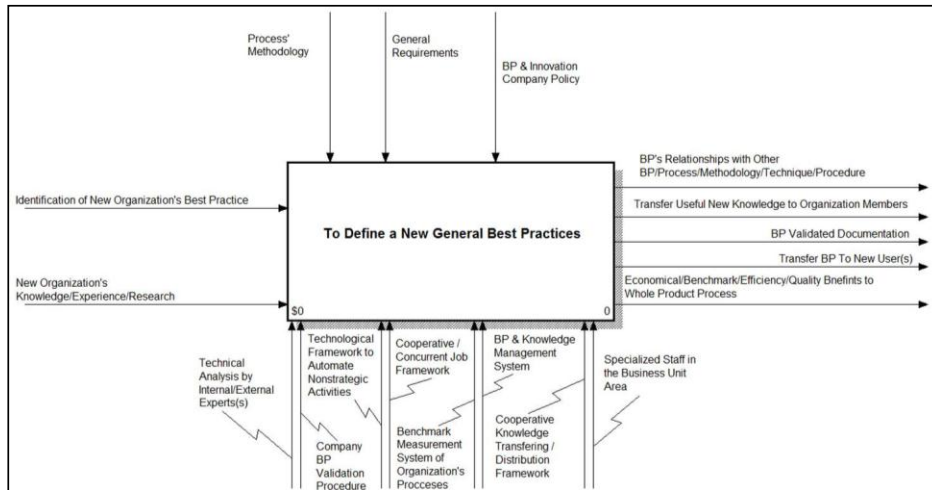 Process'
Methodology
General
Requirements
BP & Innovation
Company Policy
Identification of New Organization's Best Practice
New Organization's
Knowledge/Experience/Research
To Define a New General Best Practices
$0
0
BP's Relationships with Other
BP/Process/Methodology/Technique/Procedure
Transfer Useful New Knowledge to Organization Members
BP Validated Documentation
Transfer BP To New User(s)
Economical/Benchmark/Efficiency/Quality Bnefints to
Whole Product Process
Technical
Analysis by
Internal/External
Experts(s)
Company
BP
Validation
Procedure
Technological
Framework to
Automate
Nonstrategic
Activities
Cooperative /
Concurrent Job
Framework
Benchmark
Measurement
System of
Organization's
Procceses
BP & Knowledge
Management
System
Cooperative
Knowledge
Transfering /
Distribution
Framework
Specialized Staff in
the Business Unit
Area